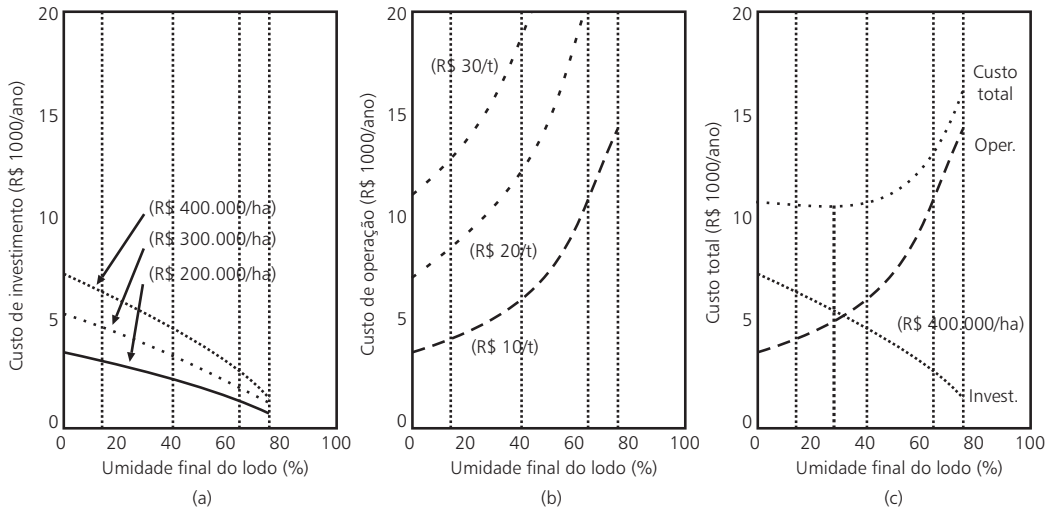 20
15
10
5
0
Custo de investimento (R$ 1000/ano)
(R$ 400.000/ha)
(R$ 300.000/ha)
(R$ 200.000/ha)
0 20 40 60 80 100
Umidade final do lodo (%)
(a)
20
15
10
5
0
Custo de operação (R$ 1000/ano)
(R$ 30/t)
(R$ 20/t)
(R$ 10/t)
0 20 40 60 80 100
Umidade final do lodo (%)
(b)
20
15
10
5
0
Custo total (R$ 1000/ano)
Custo
total
Oper.
(R$ 400.000/ha)
Invest.
0 20 40 60 80 100
Umidade final do lodo (%)
(c)